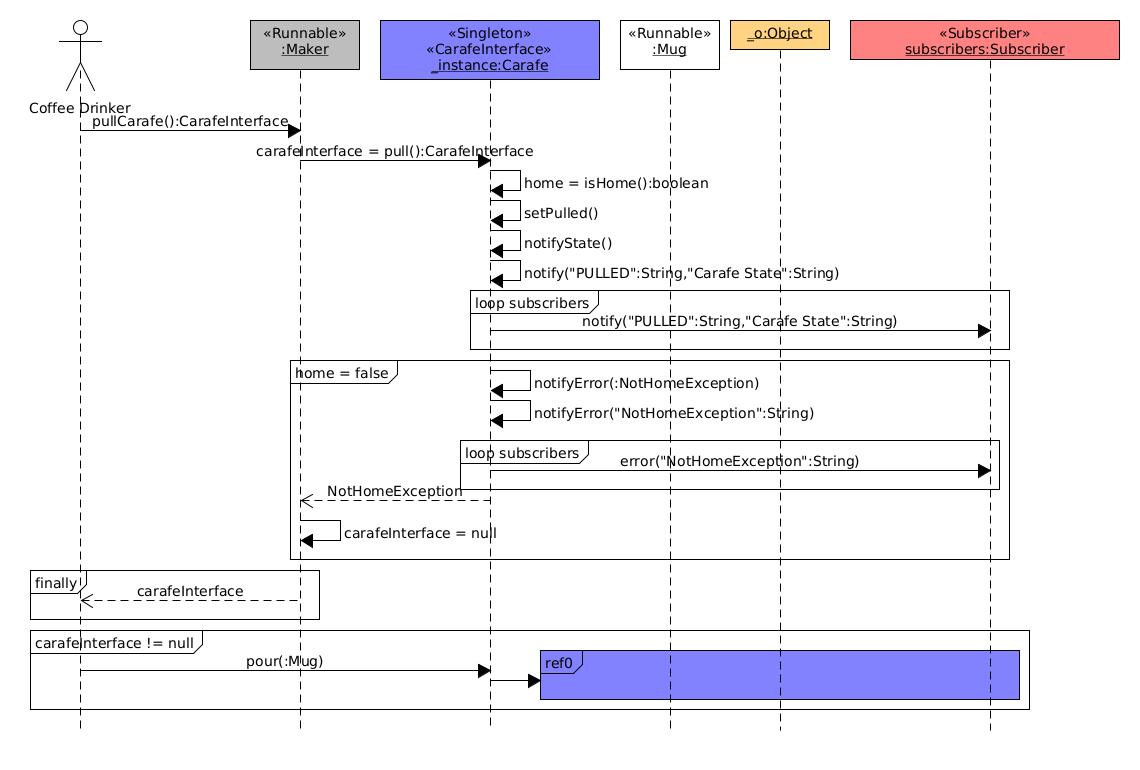 «Runnable»
:Maker
«Singleton»
«CarafeInterface»
_instance:Carafe
«Runnable»
:Mug
_o:Object
«Subscriber»
subscribers:Subscriber
Coffee Drinker
pullCarafe():CarafeInterface
carafeInterface = pull():CarafeInterface
home = isHome():boolean
setPulled()
notifyState()
notify("PULLED":String,"Carafe State":String)
loop subscribers
notify("PULLED":String,"Carafe State":String)
home = false
notifyError(:NotHomeException)
notifyError("NotHomeException":String)
loop subscribers
error("NotHomeException":String)
NotHomeException
carafeInterface = null
finally
carafeInterface
carafeInterface != null
pour(:Mug)
ref0